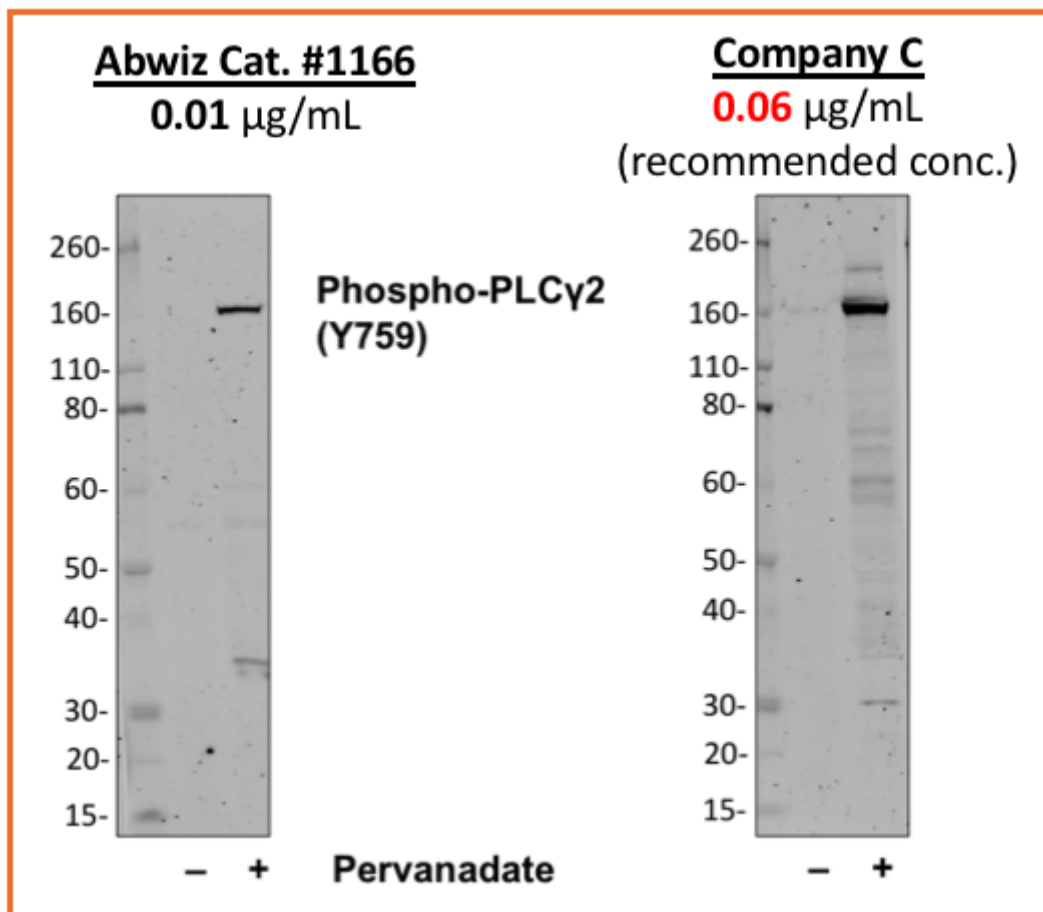 Abwiz Cat. #1166
0.01 µg/mL
Company C
0.06 µg/mL
(recommended conc.)
260-
160-
110-
80-
60-
50-
40-
30-
20-
15-
Phospho-PLCγ2
(Y759)
260-
160-
110-
80-
60-
50-
40-
30-
20-
15-
– + Pervanadate – +